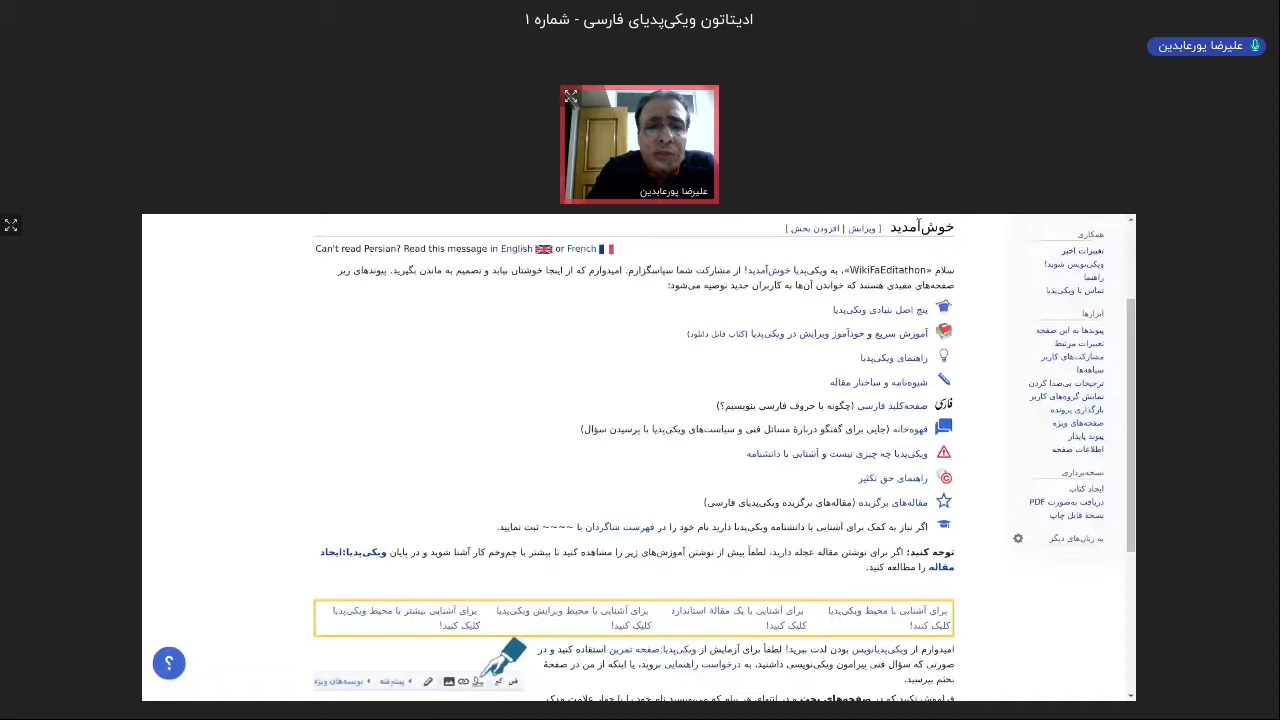 ادیتاتون ویکی‌پدیای فارسی - شماره ۱
علیرضا پورعابدین
علیرضا پورعابدین
خوش‌آمدید [ ویرایش | افزودن بخش ]
Can't read Persian? Read this message in English or French
سلام «WikiFaEditathon»، به ویکی‌پدیا خوش‌آمدید! از مشارکت شما سپاسگزارم. امیدوارم که از اینجا خوشتان بیاید و تصمیم به ماندن بگیرید. پیوندهای زیر
صفحه‌های مفیدی هستند که خواندن آن‌ها به کاربران جدید توصیه می‌شود:
پنج اصل بنیادی ویکی‌پدیا
آموزش سریع و خودآموز ویرایش در ویکی‌پدیا (کتاب قابل دانلود)
راهنمای ویکی‌پدیا
شیوه‌نامه و ساختار مقاله
فارسی صفحه‌کلید فارسی (چگونه با حروف فارسی بنویسیم؟)
قهوه‌خانه (جایی برای گفتگو دربارهٔ مسائل فنی و سیاست‌های ویکی‌پدیا یا پرسیدن سؤال)
ویکی‌پدیا چه چیزی نیست و آشنایی با دانشنامه
راهنمای حق تکثیر
مقاله‌های برگزیده (مقاله‌های برگزیده ویکی‌پدیای فارسی)
اگر نیاز به کمک برای آشنایی با دانشنامه ویکی‌پدیا دارید نام خود را در فهرست شاگردان با ~~~~ ثبت نمایید.
توجه کنید: اگر برای نوشتن مقاله عجله دارید، لطفاً پیش از نوشتن آموزش‌های زیر را مشاهده کنید تا بیشتر با چم‌وخم کار آشنا شوید و در پایان ویکی‌پدیا:ایجاد
مقاله را مطالعه کنید.
برای آشنایی با محیط ویکی‌پدیا کلیک کنید!
برای آشنایی با یک مقالهٔ استاندارد کلیک کنید!
برای آشنایی با محیط ویرایش ویکی‌پدیا کلیک کنید!
برای آشنایی بیشتر با محیط ویکی‌پدیا کلیک کنید!
امیدوارم از ویکی‌پدیانویس بودن لذت ببرید! لطفاً برای آزمایش از ویکی‌پدیا:صفحه تمرین استفاده کنید و در
صورتی که سؤال فنی پیرامون ویکی‌نویسی داشتید، به درخواست راهنمایی بروید، یا اینکه از من در صفحهٔ
بحثم بپرسید.
پیشرفته
نویسه‌های ویژه
همکاری
تغییرات اخیر
ویکی‌نویس شوید!
راهنما
تماس با ویکی‌پدیا
ابزارها
پیوندها به این صفحه
تغییرات مرتبط
مشارکت‌های کاربر
سیاهه‌ها
ترجیحات بی‌صدا کردن
نمایش گروه‌های کاربر
بارگذاری پرونده
صفحه‌های ویژه
پیوند پایدار
اطلاعات صفحه
نسخه‌برداری
ایجاد کتاب
دریافت به‌صورت PDF
نسخهٔ قابل چاپ
به زبان‌های دیگر
؟